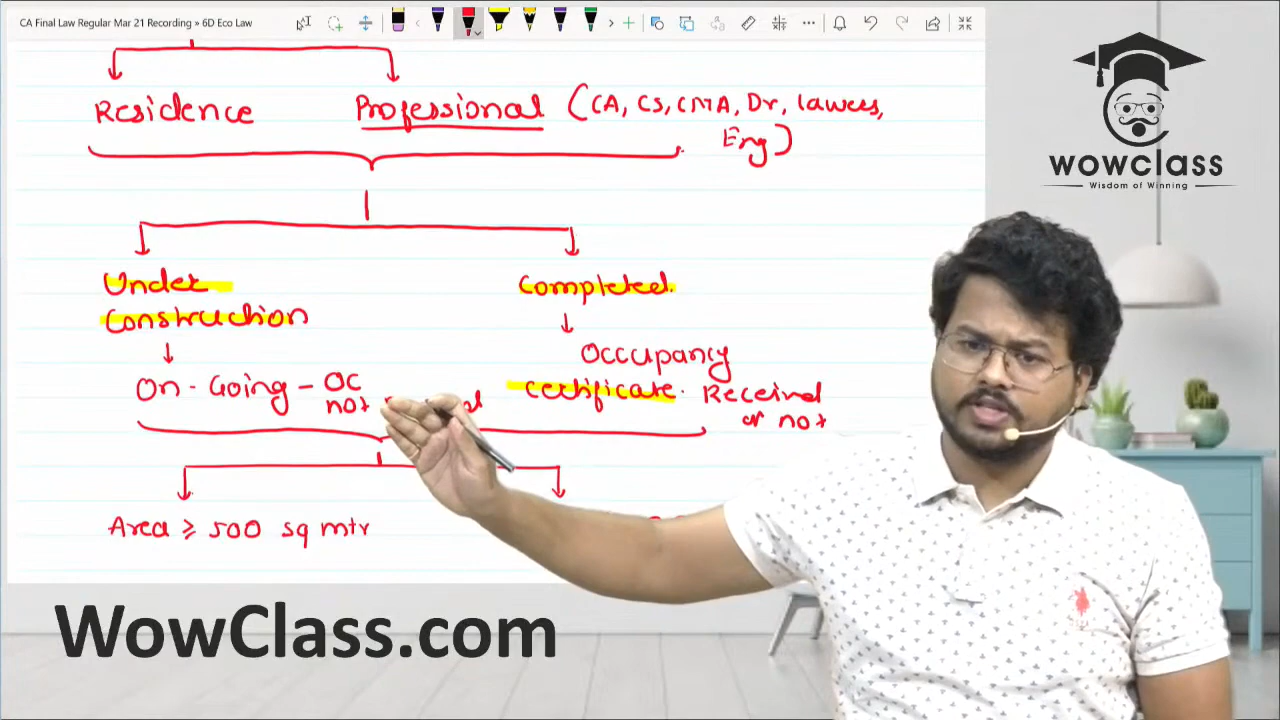 CA Final Law Regular Mar 21 Recording » 6D Eco Law
Residence
Professional (CA, CS, CMA, Dr, lawees,
Eng)
wowclass
Wisdom of Winning
Under
Construction
Completed.
On-Going - OC
not
Occupancy
certificate. Received
or not
Area ≥ 500 sq mtr
WowClass.com